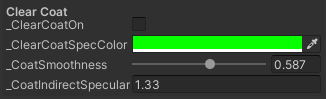 Clear Coat
_ClearCoatOn
_ClearCoatSpecColor
_CoatSmoothness 0.587
_CoatIndirectSpecular 1.33